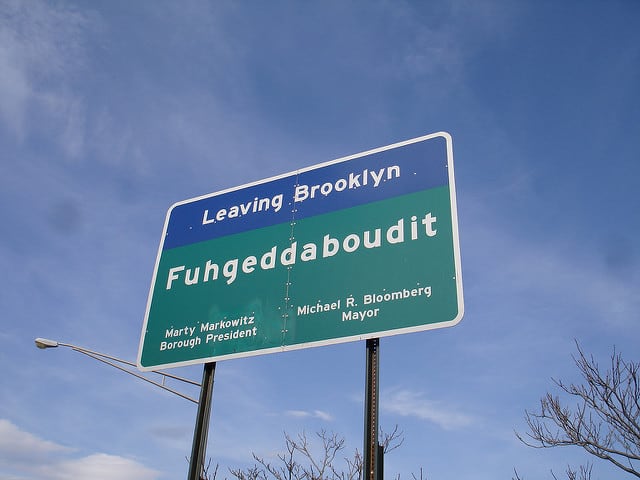 Leaving Brooklyn
Fuhgeddaboudit
Marty Markowitz
Borough President
Michael R. Bloomberg
Mayor